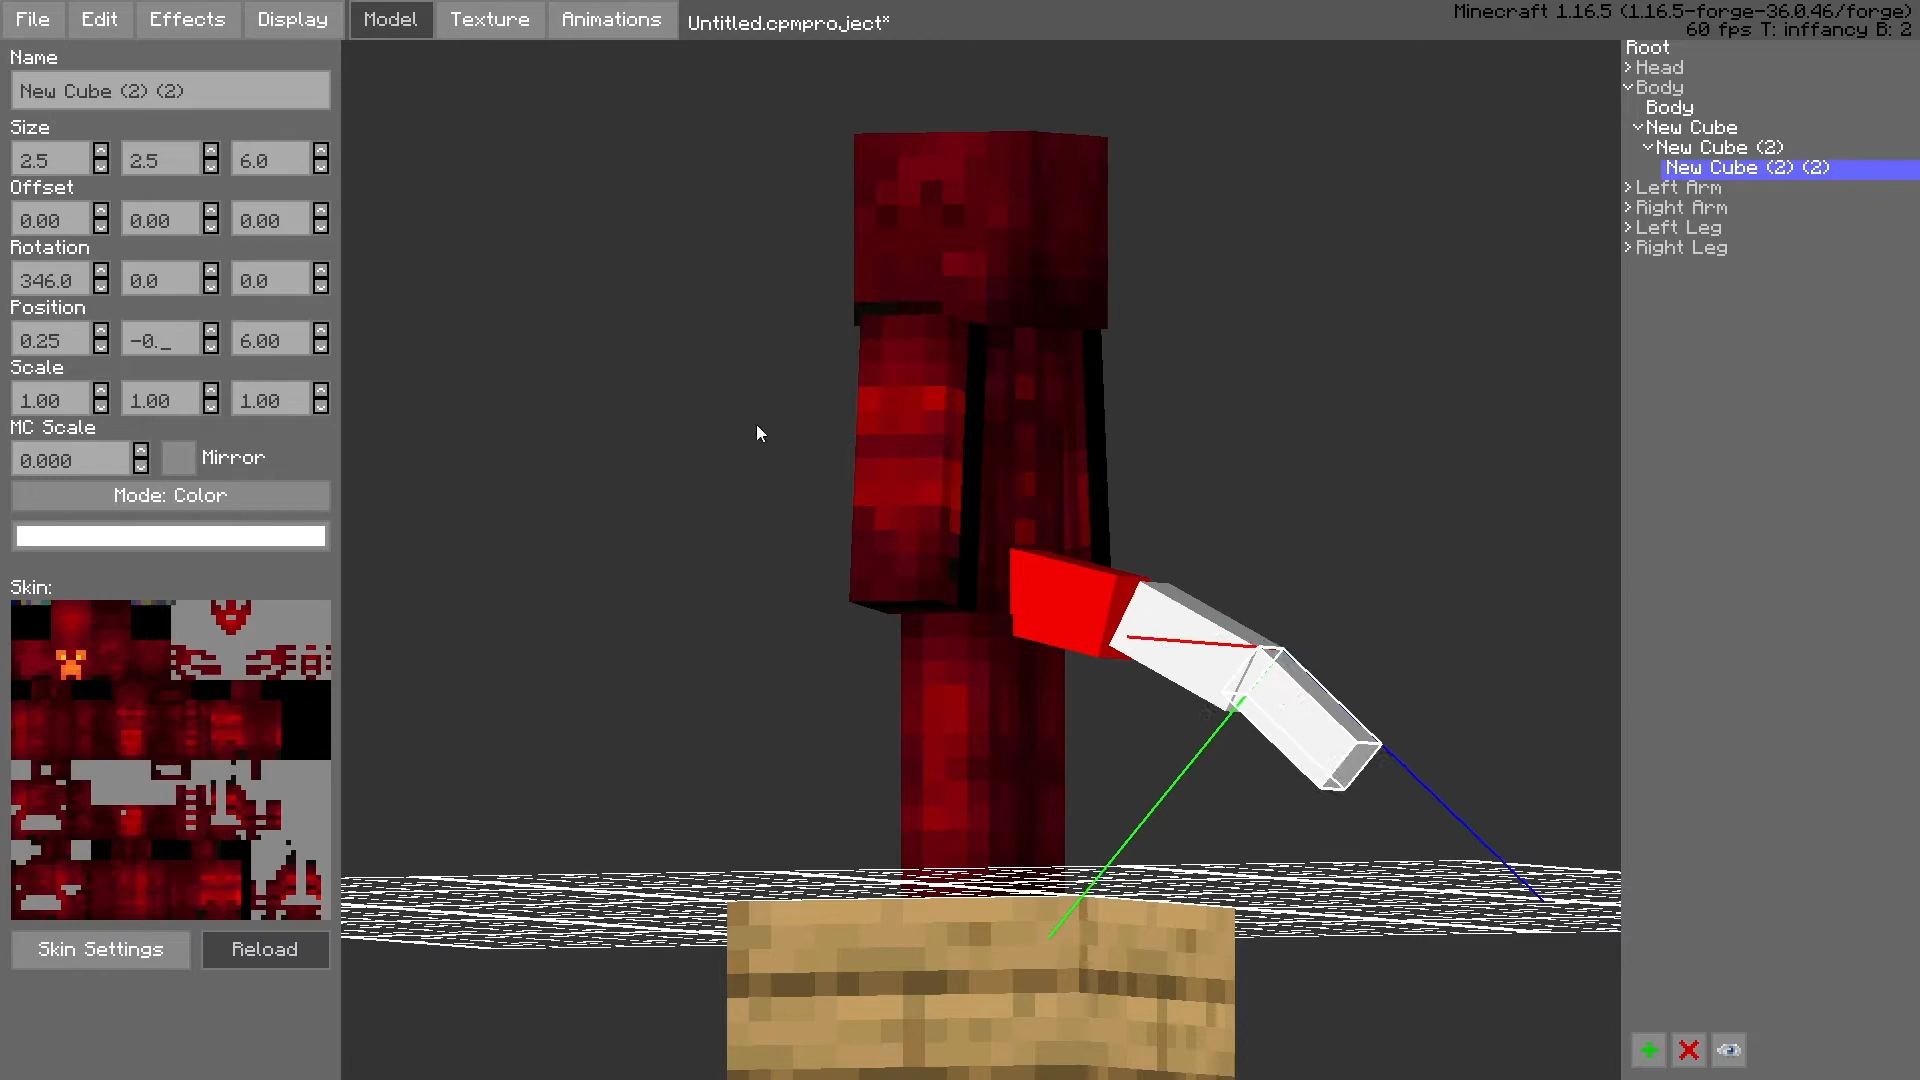 File Edit Effects Display Model Texture Animations Untitled.cpmproject*
Minecraft 1.16.5 (1.16.5-forge-36.0.46/forge)
60 fps T: inffancy B: 2
Name
New Cube (2) (2)
Size
2.5 2.5 6.0
Offset
0.00 0.00 0.00
Rotation
346.0 0.0 0.0
Position
0.25 -0._ 6.00
Scale
1.00 1.00 1.00
MC Scale
0.000 Mirror
Mode: Color
Skin:
Skin Settings Reload
Root
>Head
Body
Body
New Cube
New Cube (2)
New Cube (2) (2)
>Left Arm
>Right Arm
>Left Leg
>Right Leg